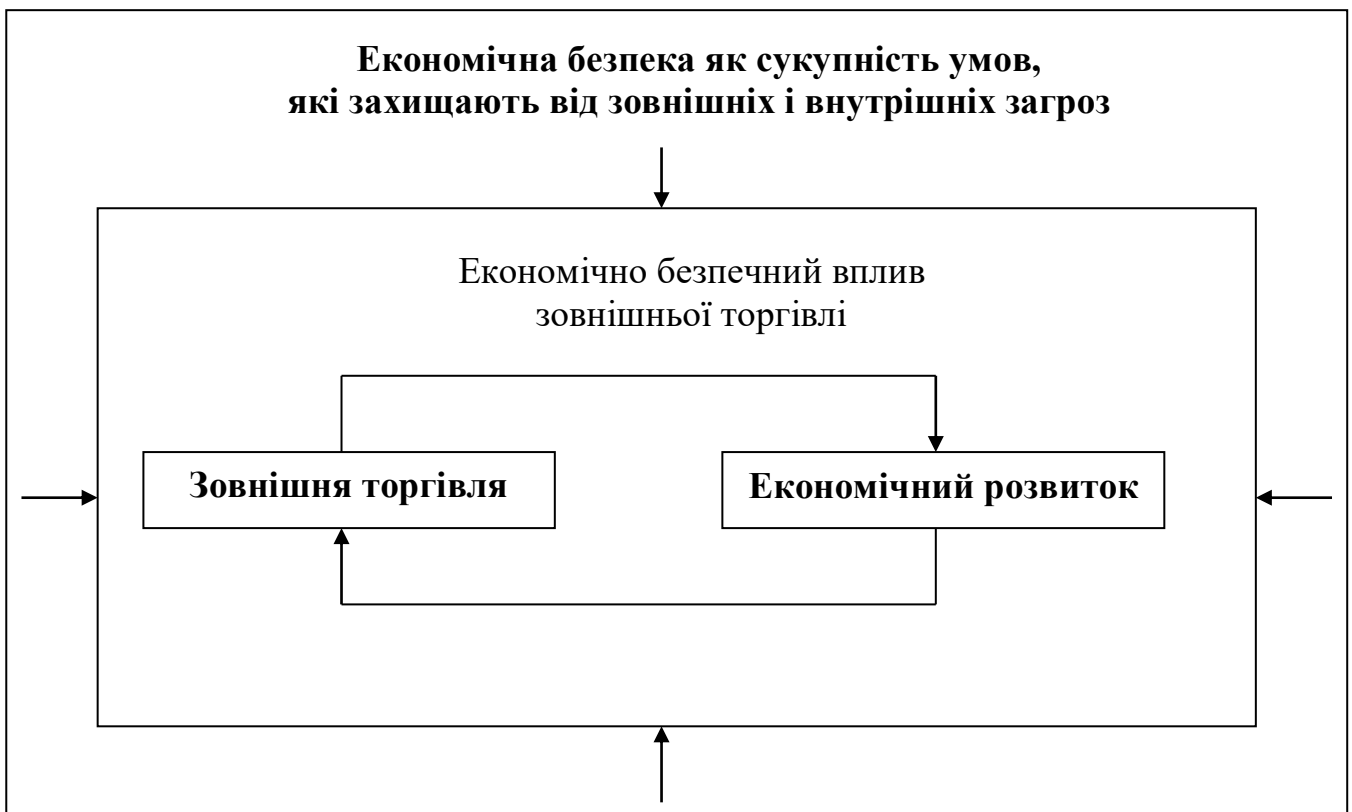 Економічна безпека як сукупність умов,
які захищають від зовнішніх і внутрішніх загроз
Економічно безпечний вплив
зовнішньої торгівлі
Зовнішня торгівля
Економічний розвиток